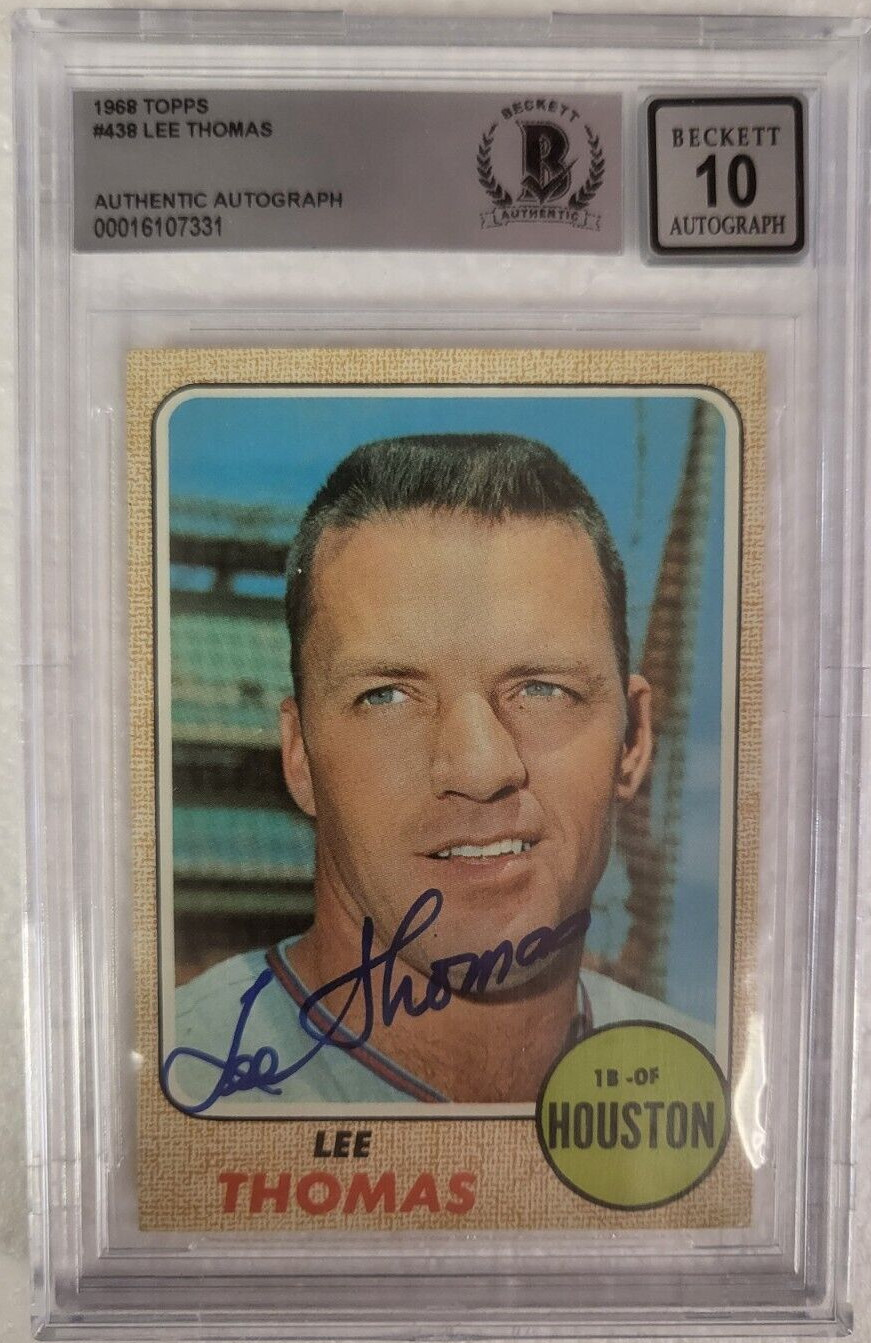 1968 TOPPS
#438 LEE THOMAS
AUTHENTIC AUTOGRAPH
00016107331
BECKETT
B
AUTHENTIC
BECKETT
10
AUTOGRAPH
Lee Thomas
1B -OF
HOUSTON
LEE
THOMAS